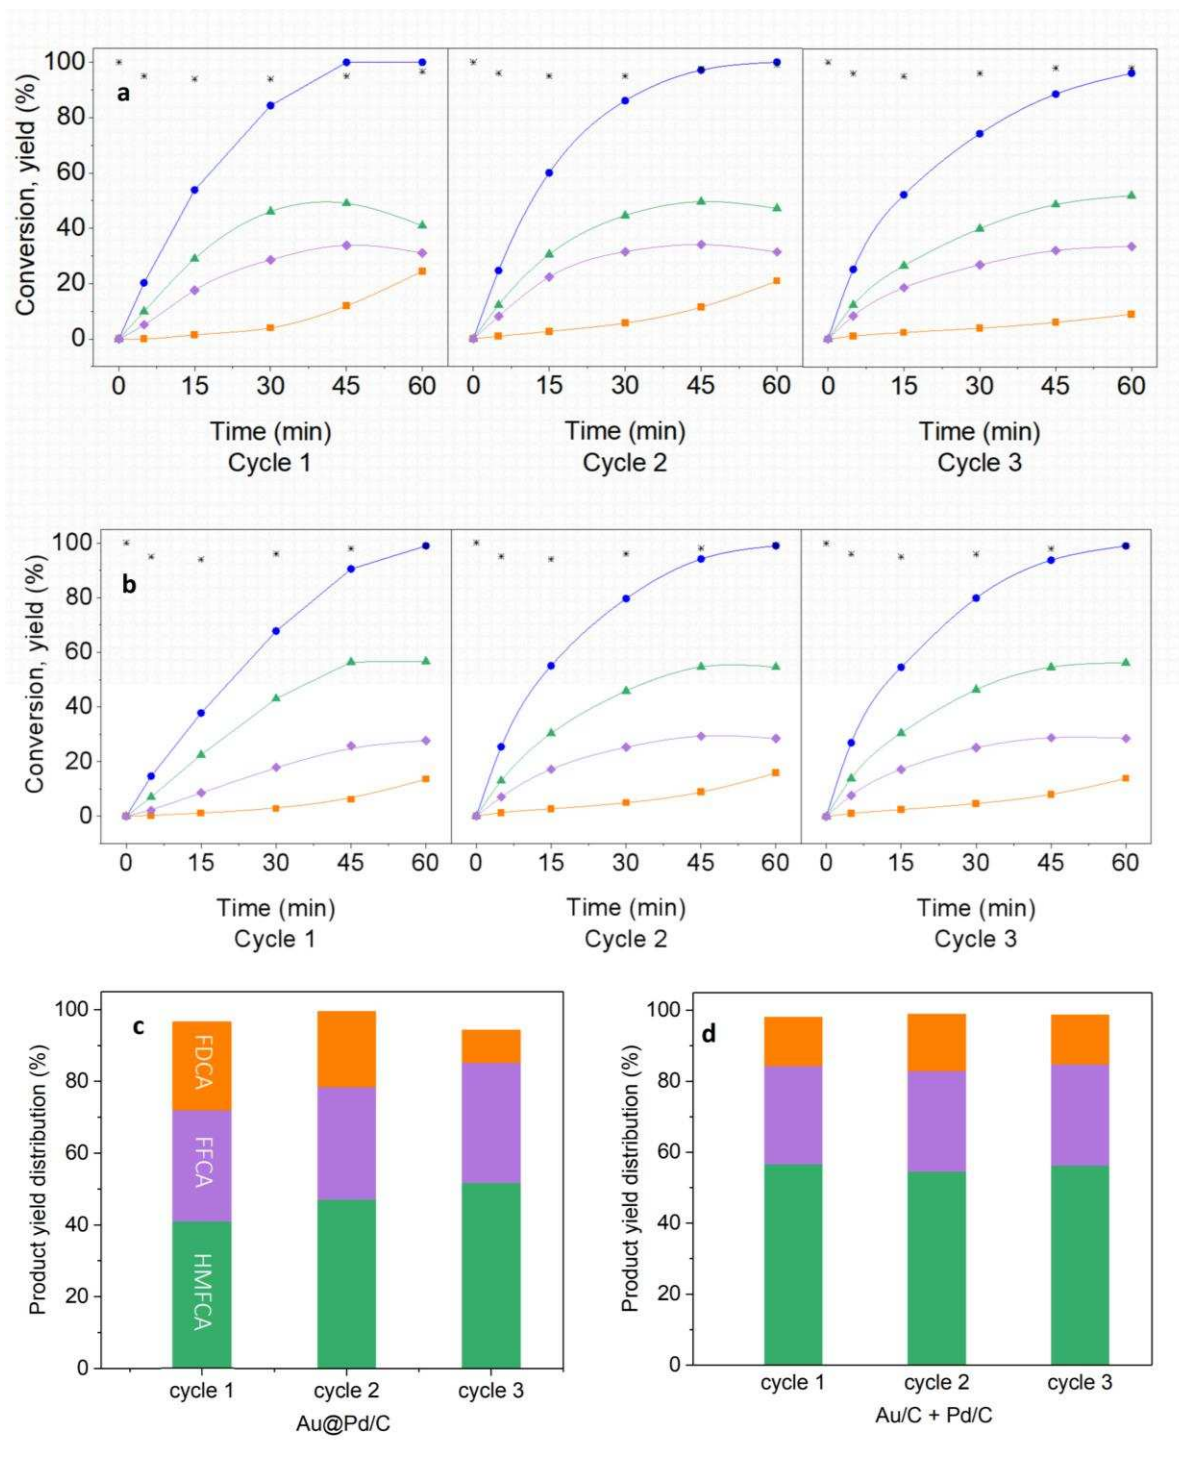 Conversion, yield (%)
100
80
60
40
20
0
a
0 15 30 45 60 0 15 30 45 60 0 15 30 45 60
Time (min) Time (min) Time (min)
Cycle 1 Cycle 2 Cycle 3
Conversion, yield (%)
100
80
60
40
20
0
b
0 15 30 45 60 0 15 30 45 60 0 15 30 45 60
Time (min) Time (min) Time (min)
Cycle 1 Cycle 2 Cycle 3
Product yield distribution (%)
100
80
60
40
20
0
c
FDCA
FFCA
HMFCA
cycle 1 cycle 2 cycle 3
Au@Pd/C
Product yield distribution (%)
100
80
60
40
20
0
d
cycle 1 cycle 2 cycle 3
Au/C + Pd/C